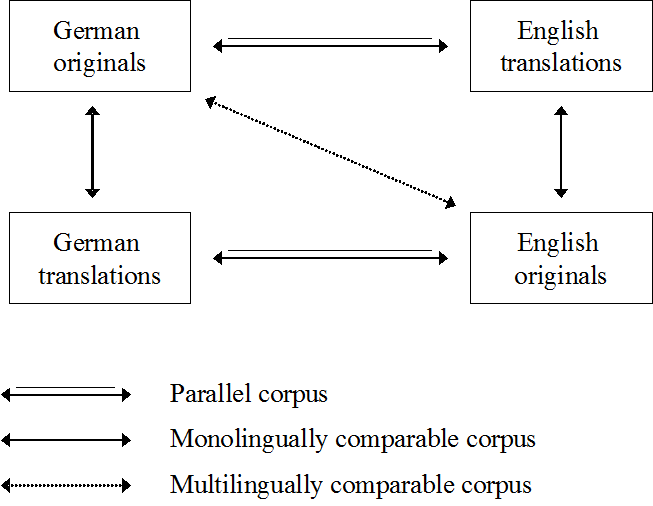 German
originals
English
translations
German
translations
English
originals
Parallel corpus
Monolingually comparable corpus
Multilingually comparable corpus